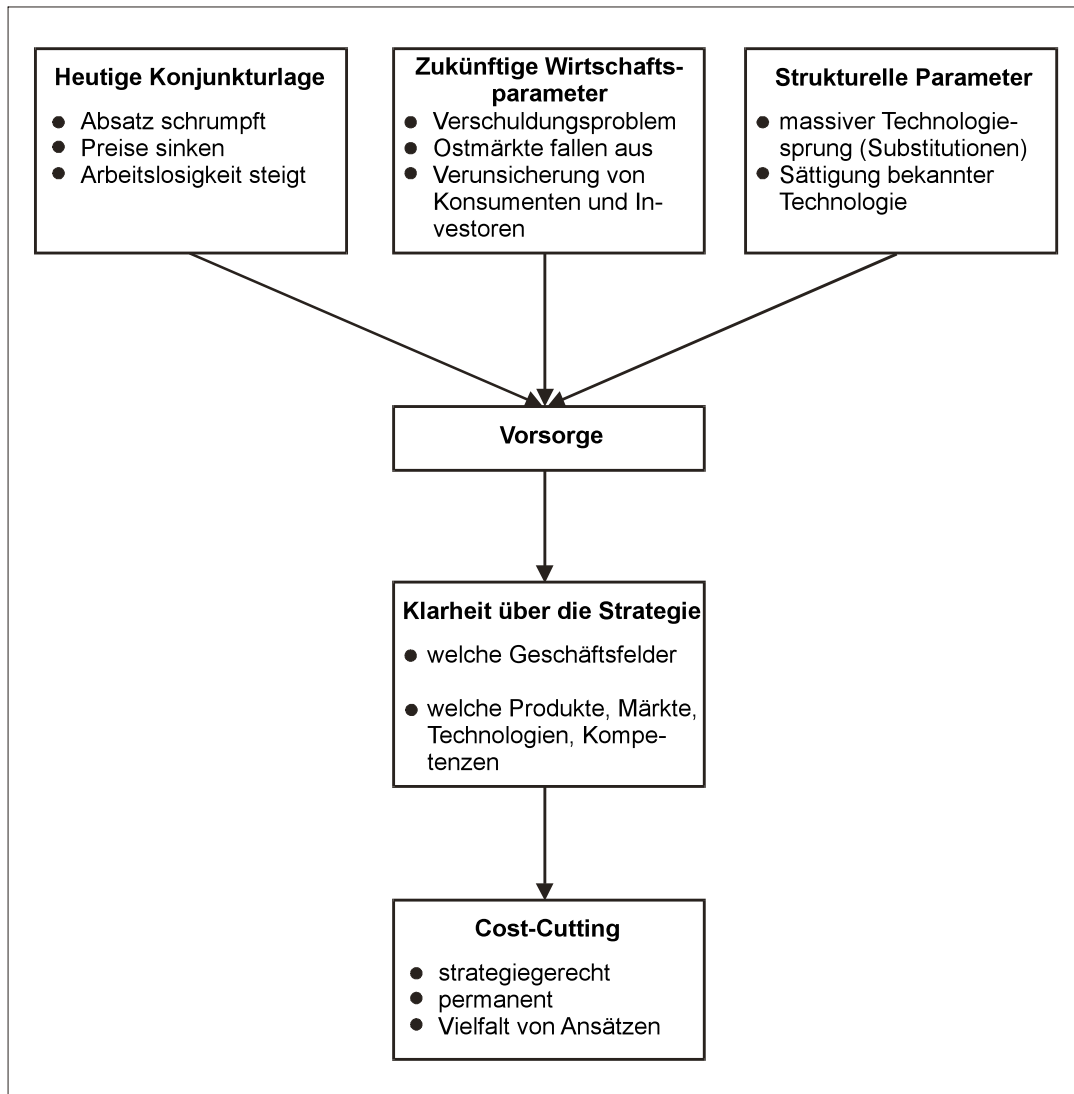 Heutige Konjunkturlage
● Absatz schrumpft
● Preise sinken
● Arbeitslosigkeit steigt
Zukünftige Wirtschafts-
parameter
● Verschuldungsproblem
● Ostmärkte fallen aus
● Verunsicherung von
Konsumenten und In-
vestoren
Strukturelle Parameter
● massiver Technologie-
sprung (Substitutionen)
● Sättigung bekannter
Technologie
Vorsorge
Klarheit über die Strategie
● welche Geschäftsfelder
● welche Produkte, Märkte,
Technologien, Kompe-
tenzen
Cost-Cutting
● strategiegerecht
● permanent
● Vielfalt von Ansätzen